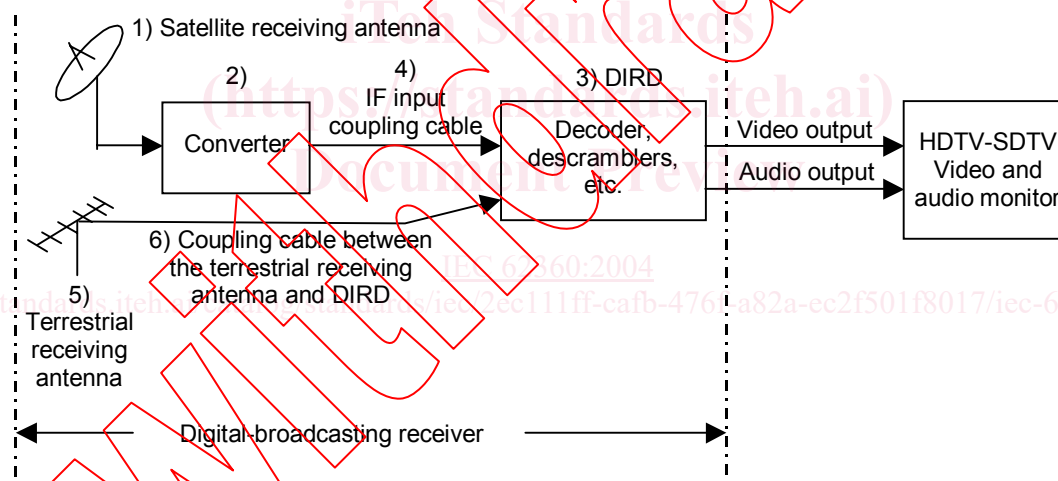 iTeh Standards
(https://standards.iteh.ai)
Document Preview
1) Satellite receiving antenna
2)
Converter
4)
IF input
coupling cable
3) DIRD
Decoder,
descramblers,
etc.
Video output
Audio output
HDTV-SDTV
Video and
audio monitor
6) Coupling cable between
the terrestrial receiving
antenna and DIRD
IEC 62360:2004
5)
Terrestrial
receiving
antenna
Digital-broadcasting receiver